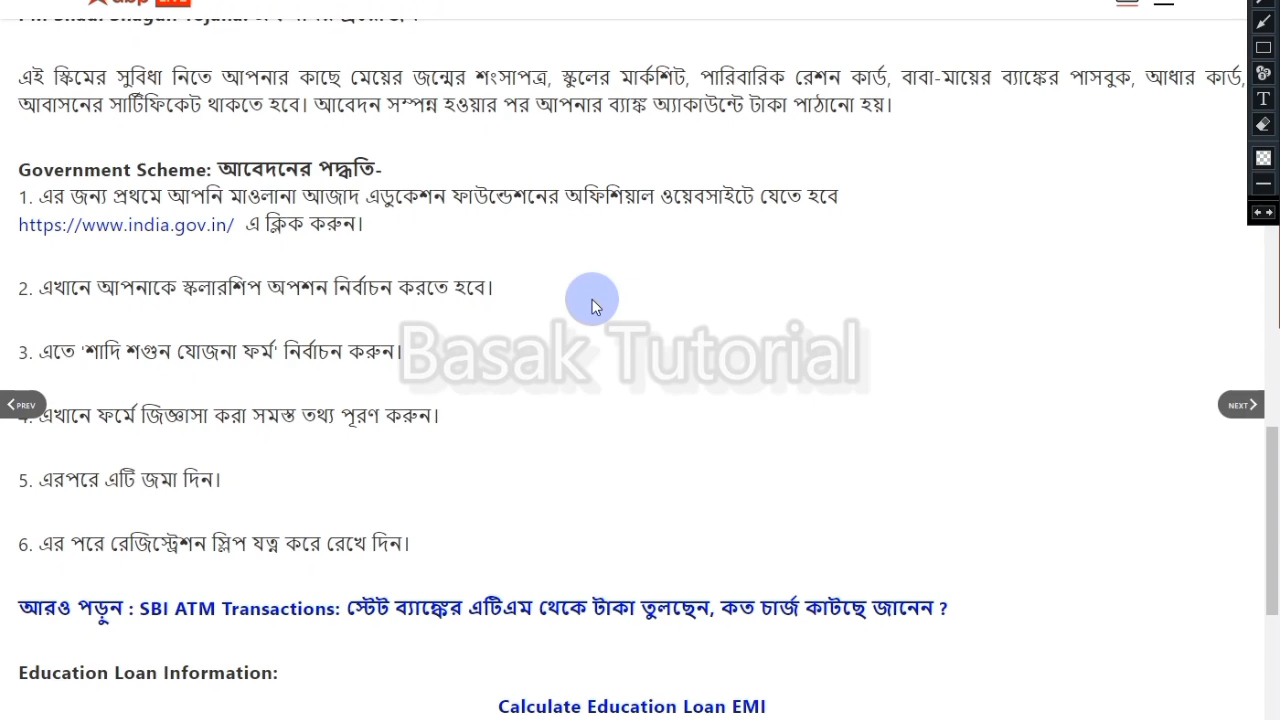 abp LIVE
এই স্কিমের সুবিধা নিতে আপনার কাছে মেয়ের জন্মের শংসাপত্র, স্কুলের মার্কশিট, পারিবারিক রেশন কার্ড, বাবা-মায়ের ব্যাঙ্কের পাসবুক, আধার কার্ড,
আবাসনের সার্টিফিকেট থাকতে হবে। আবেদন সম্পন্ন হওয়ার পর আপনার ব্যাঙ্ক অ্যাকাউন্টে টাকা পাঠানো হয়।
Government Scheme: আবেদনের পদ্ধতি-
1. এর জন্য প্রথমে আপনি মাওলানা আজাদ এডুকেশন ফাউন্ডেশনের অফিশিয়াল ওয়েবসাইটে যেতে হবে
https://www.india.gov.in/ এ ক্লিক করুন।
2. এখানে আপনাকে স্কলারশিপ অপশন নির্বাচন করতে হবে।
Basak Tutorial
3. এতে 'শাদি শগুন যোজনা ফর্ম' নির্বাচন করুন।
PREV
NEXT
4. এখানে ফর্মে জিজ্ঞাসা করা সমস্ত তথ্য পূরণ করুন।
5. এরপরে এটি জমা দিন।
6. এর পরে রেজিস্ট্রেশন স্লিপ যত্ন করে রেখে দিন।
আরও পড়ুন : SBI ATM Transactions: স্টেট ব্যাঙ্কের এটিএম থেকে টাকা তুলছেন, কত চার্জ কাটছে জানেন ?
Education Loan Information:
Calculate Education Loan EMI